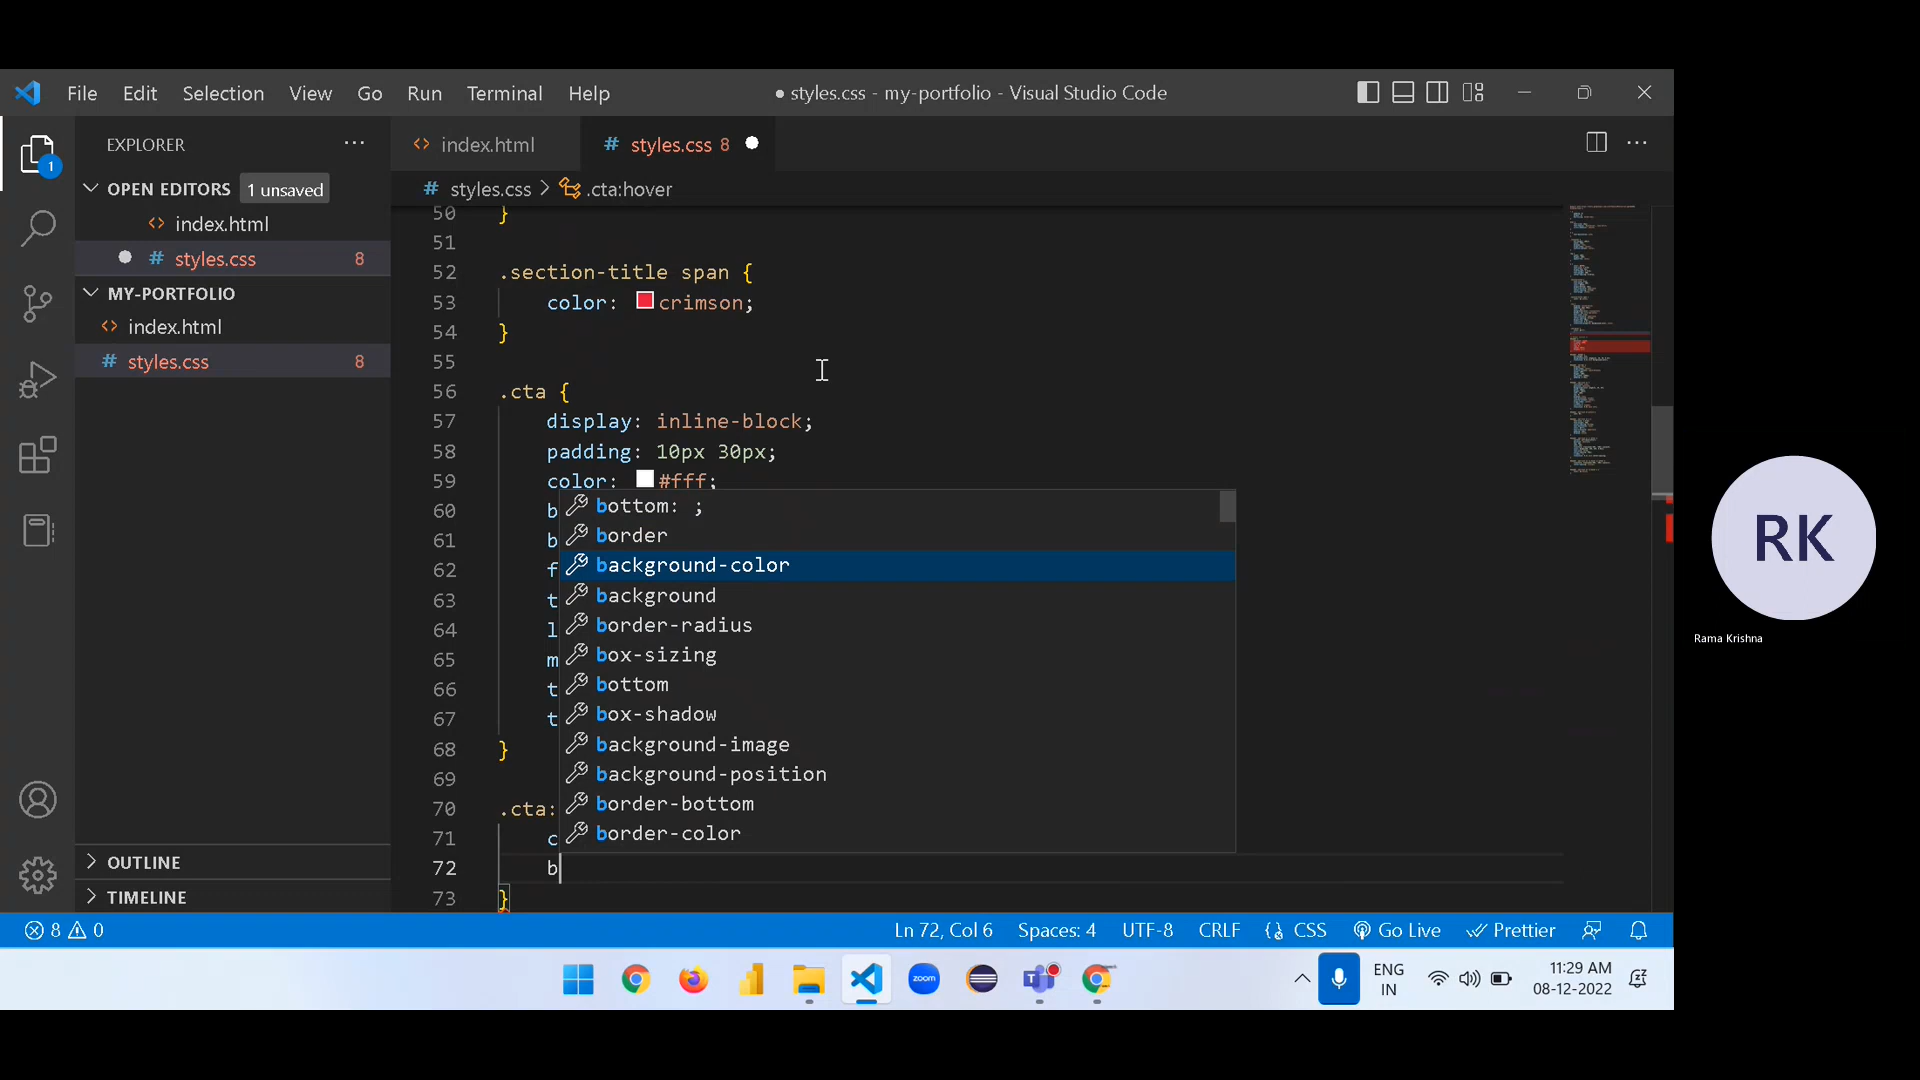 File Edit Selection View Go Run Terminal Help
● styles.css - my-portfolio - Visual Studio Code
EXPLORER
index.html
# styles.css 8
OPEN EDITORS 1 unsaved
# styles.css > .cta:hover
index.html
# styles.css 8
MY-PORTFOLIO
index.html
# styles.css 8
50 }
51
52 .section-title span {
53 color: crimson;
54 }
55
56 .cta {
57 display: inline-block;
58 padding: 10px 30px;
59 color: #fff;
60 b
61 b
62 f
63 t
64 l
65 m
66 t
67 t
68 }
69
70 .cta:
71 c
72 b
73 }
bottom: ;
border
background-color
background
border-radius
box-sizing
bottom
box-shadow
background-image
background-position
border-bottom
border-color
OUTLINE
TIMELINE
RK
Rama Krishna
8 0
Ln 72, Col 6 Spaces: 4 UTF-8 CRLF CSS Go Live Prettier
1
zoom
ENG
IN
11:29 AM
08-12-2022